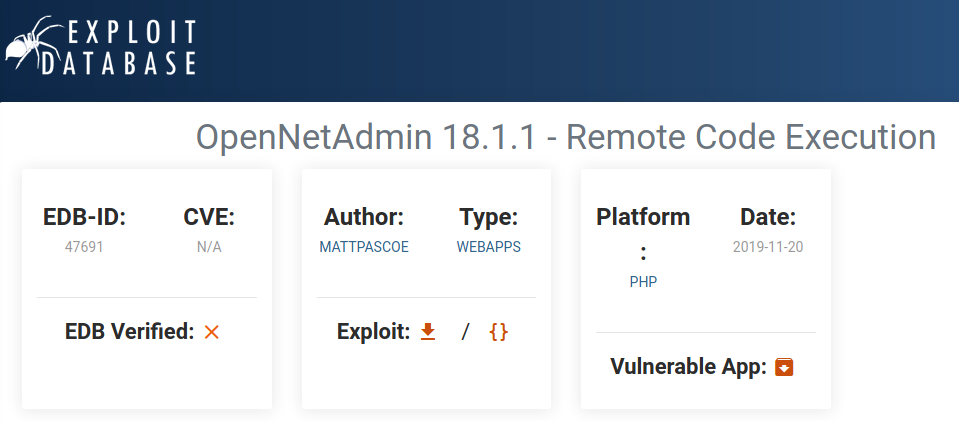 EXPLOIT
DATABASE
OpenNetAdmin 18.1.1 - Remote Code Execution
EDB-ID:
47691
CVE:
N/A
EDB Verified:
Author:
MATTPASCOE
Type:
WEBAPPS
Exploit: / {}
Platform
:
PHP
Date:
2019-11-20
Vulnerable App: